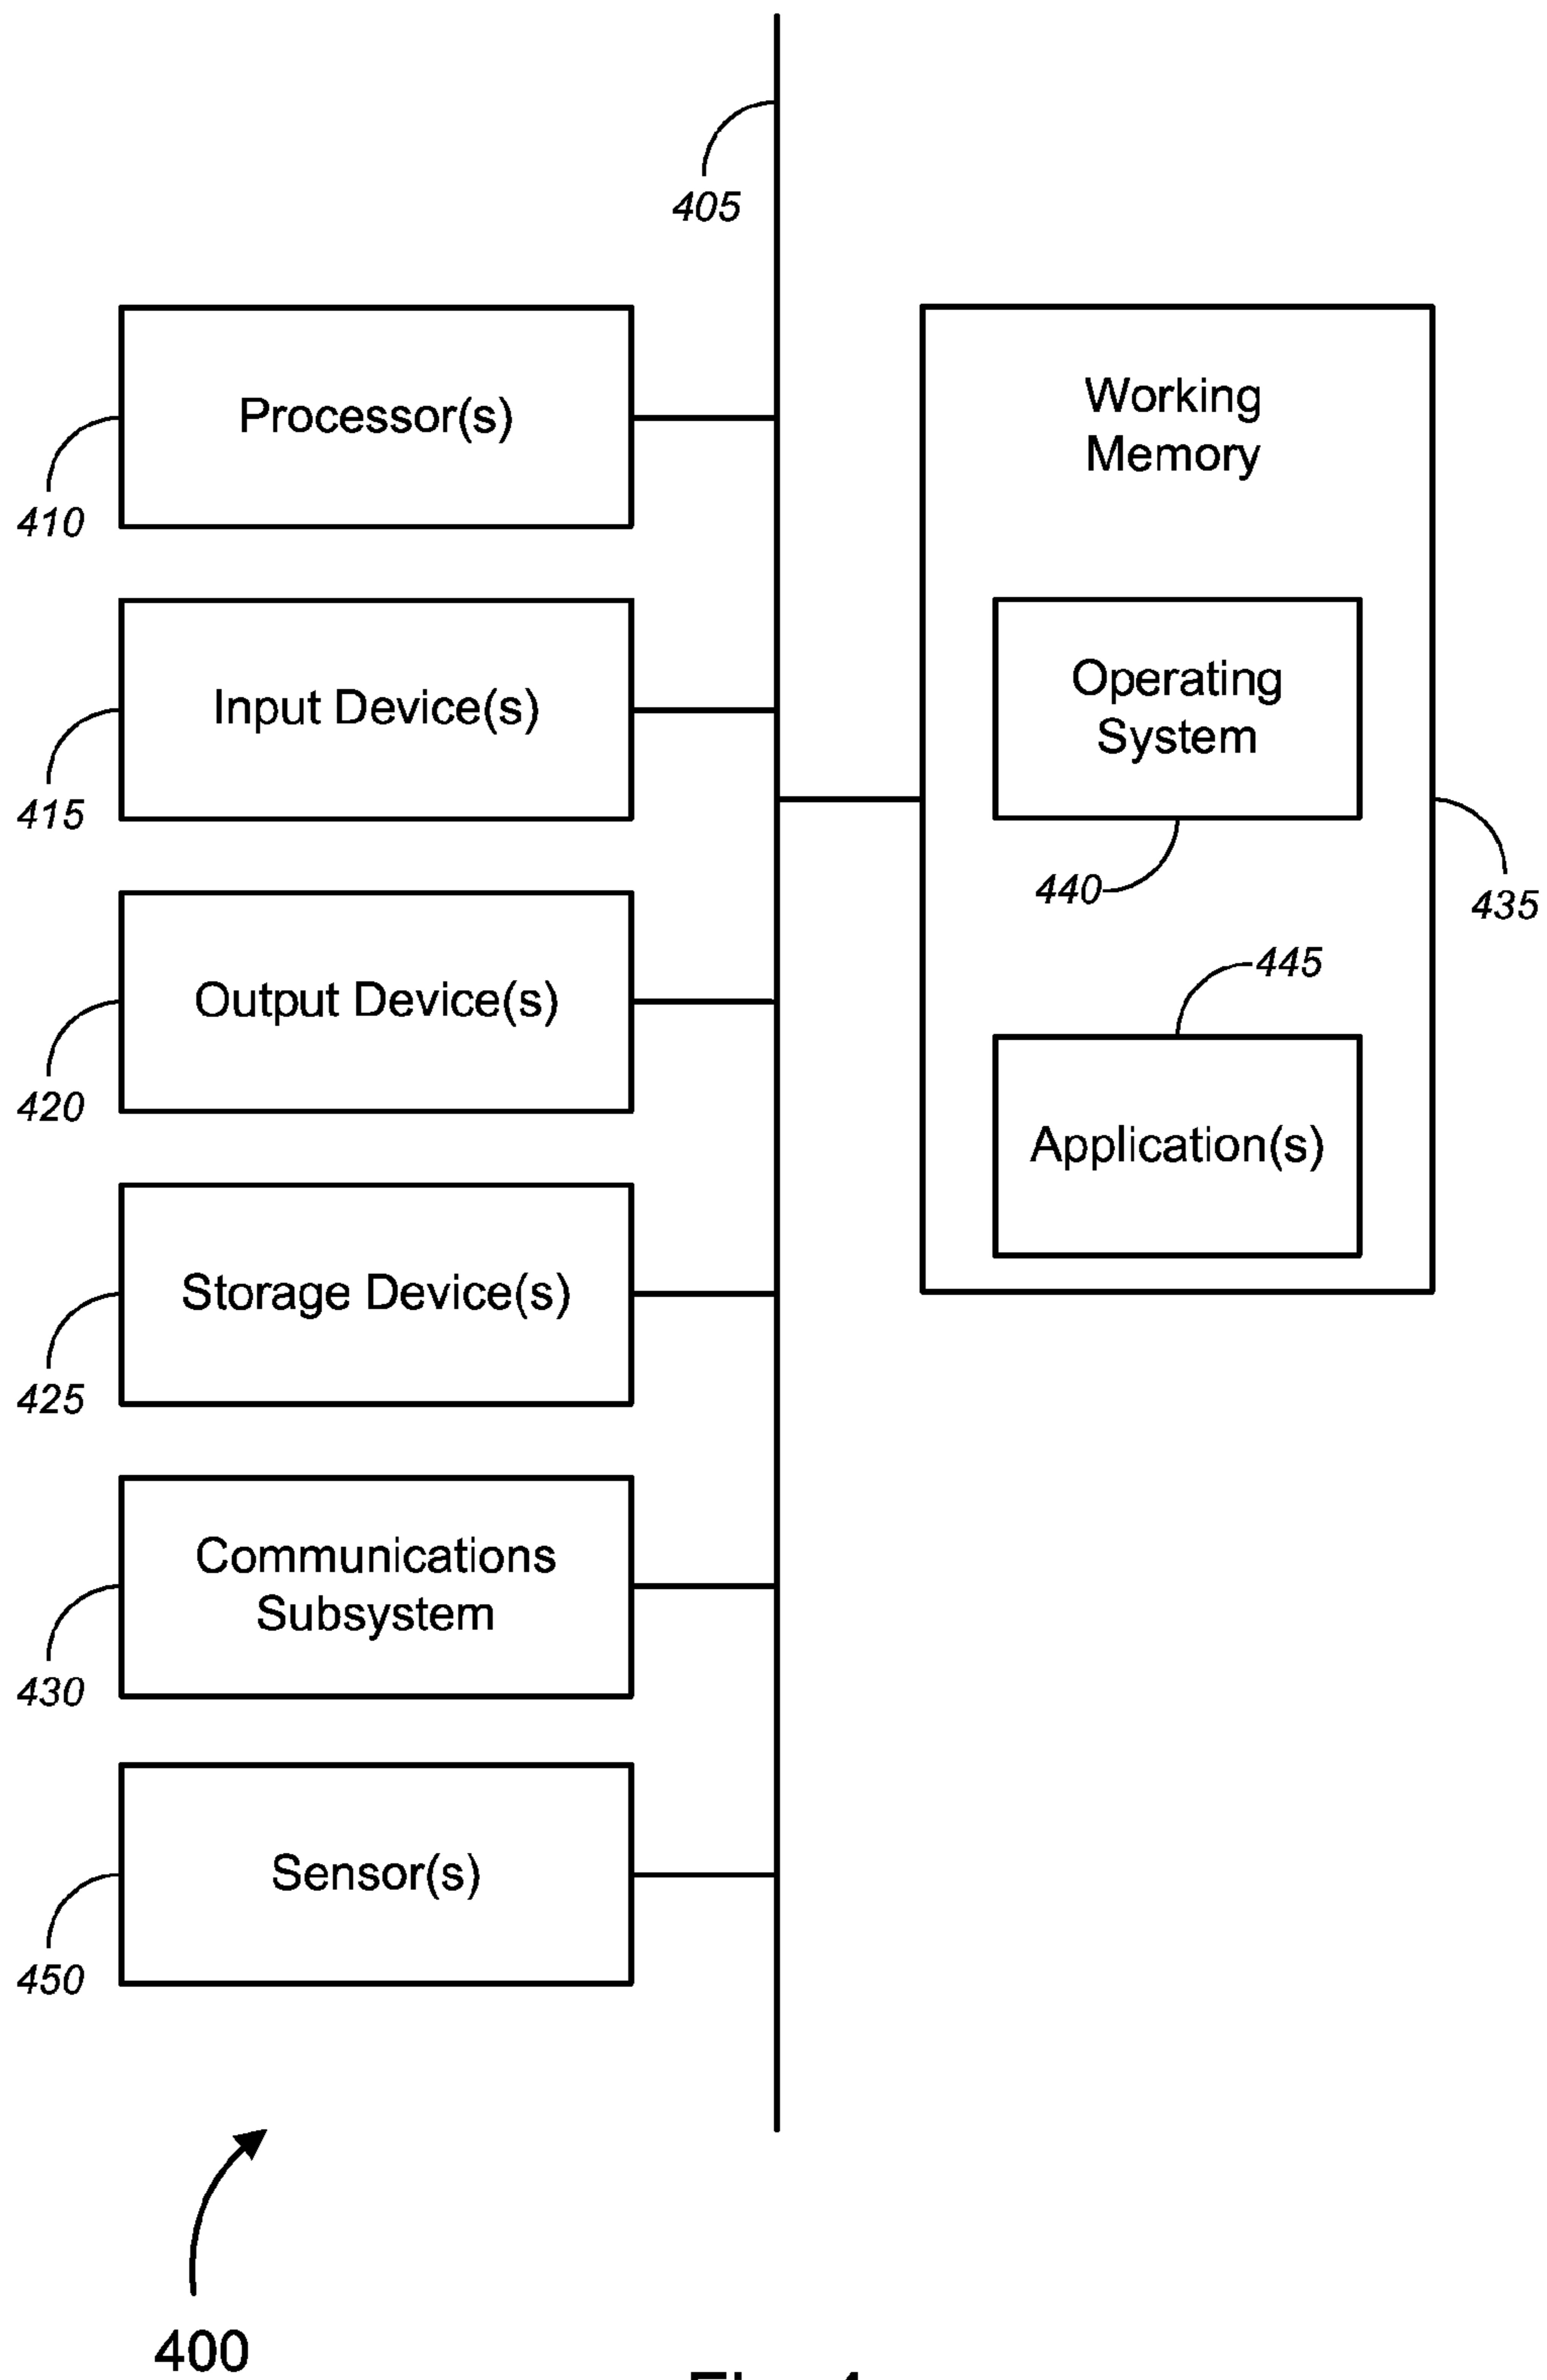 405
Processor(s)
410
Working
Memory
Input Device(s)
415
Operating
System
440
435
Output Device(s)
420
445
Application(s)
Storage Device(s)
425
Communications
Subsystem
430
Sensor(s)
450
400